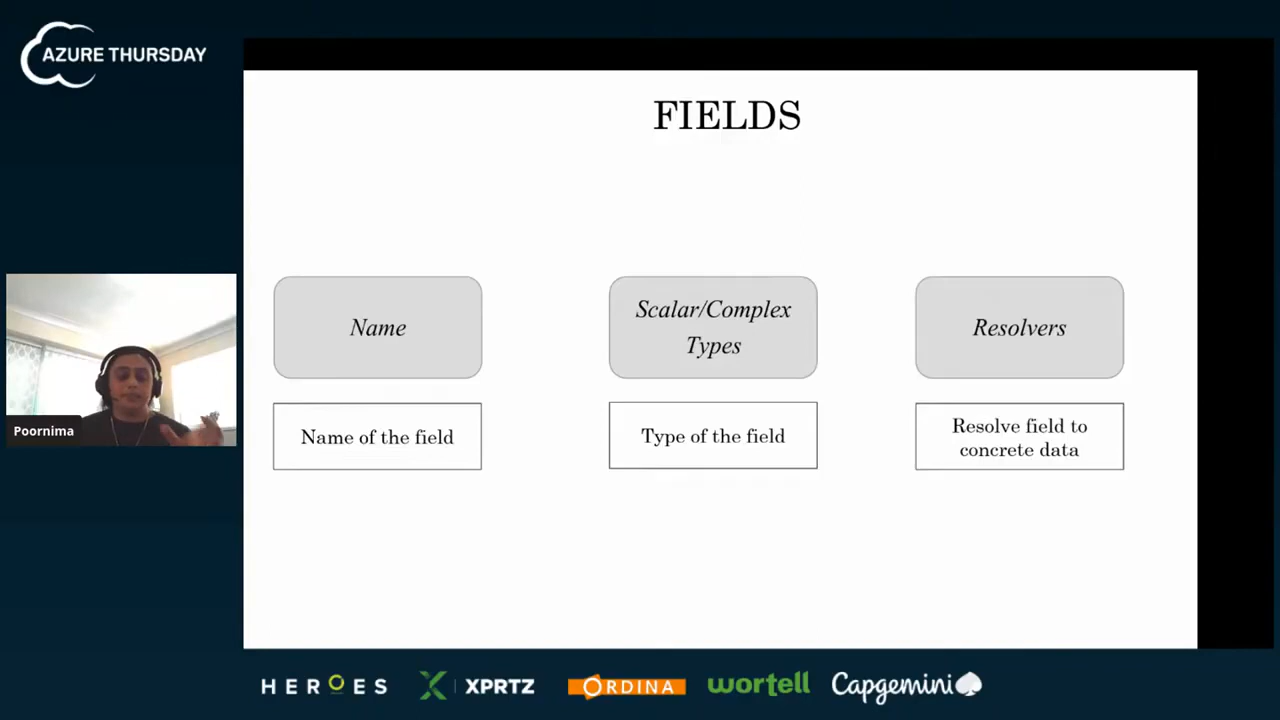 AZURE THURSDAY
FIELDS
Name
Scalar/Complex
Types
Resolvers
Name of the field
Type of the field
Resolve field to
concrete data
Poornima
HEROES
XPRTZ
ORDINA
wortell
Capgemini